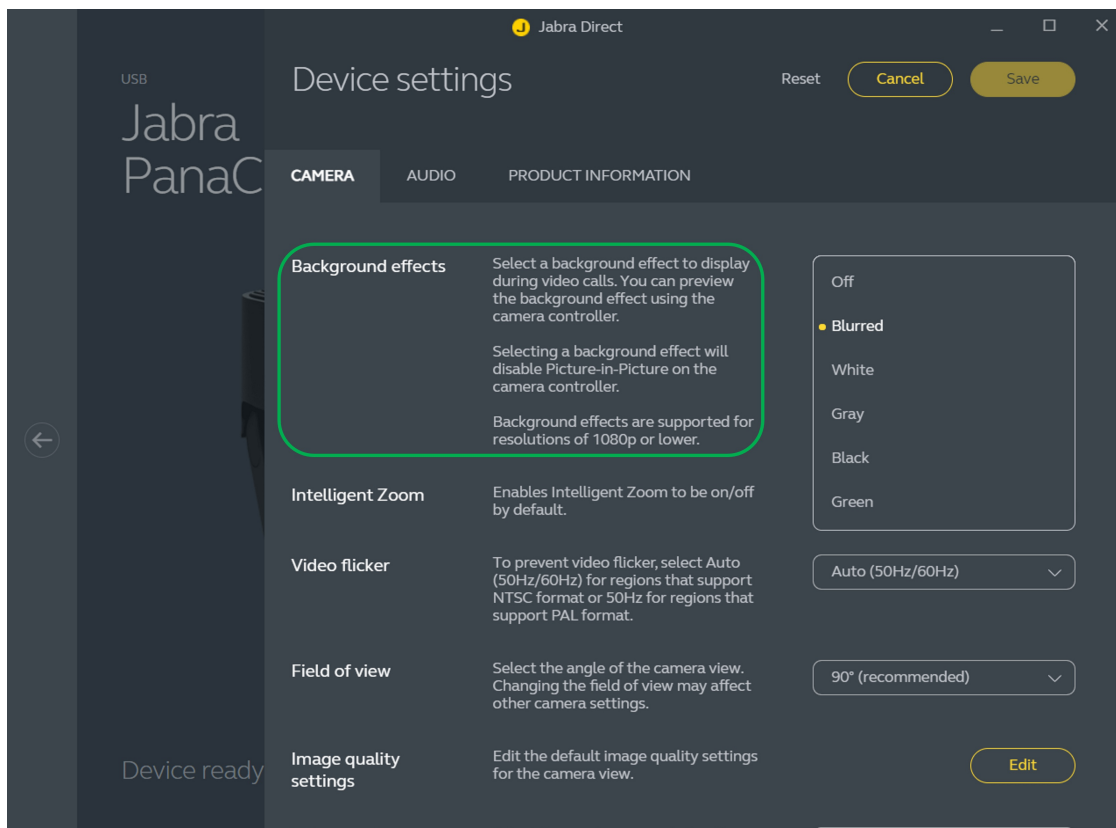 Jabra Direct
USB
Jabra
PanaC
Device ready
Device settings
Reset
Cancel
Save
CAMERA
AUDIO
PRODUCT INFORMATION
Background effects
Select a background effect to display
during video calls. You can preview
the background effect using the
camera controller.
Selecting a background effect will
disable Picture-in-Picture on the
camera controller.
Background effects are supported for
resolutions of 1080p or lower.
Off
Blurred
White
Gray
Black
Green
Intelligent Zoom
Enables Intelligent Zoom to be on/off
by default.
Video flicker
To prevent video flicker, select Auto
(50Hz/60Hz) for regions that support
NTSC format or 50Hz for regions that
support PAL format.
Auto (50Hz/60Hz)
Field of view
Select the angle of the camera view.
Changing the field of view may affect
other camera settings.
90° (recommended)
Image quality
settings
Edit the default image quality settings
for the camera view.
Edit